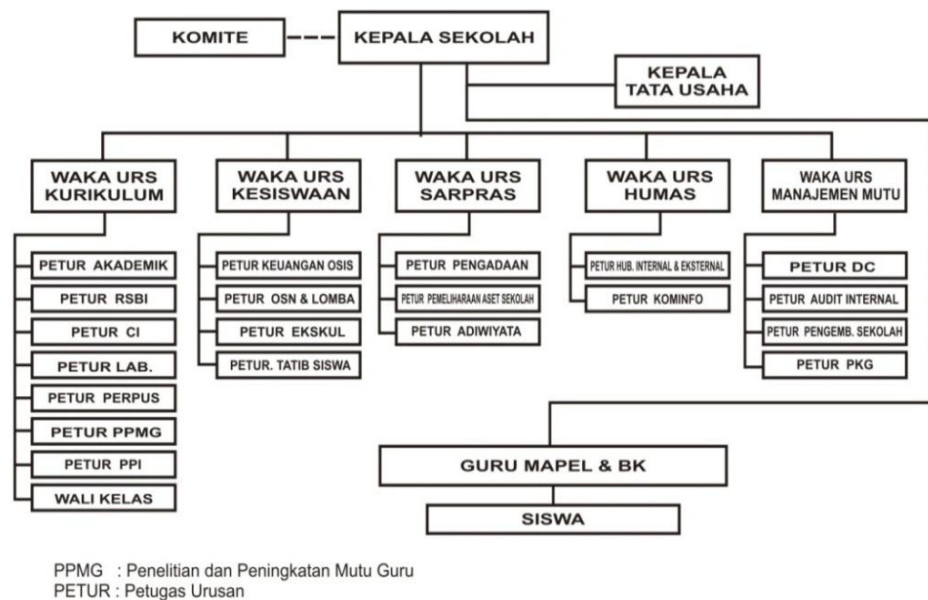 KOMITE
KEPALA SEKOLAH
KEPALA
TATA USAHA
WAKA URS
KURIKULUM
PETUR AKADEMIK
PETUR RSBI
PETUR CI
PETUR LAB.
PETUR PERPUS
PETUR PPMG
PETUR PPI
WALI KELAS
WAKA URS
KESISWAAN
PETUR KEUANGAN OSIS
PETUR OSN & LOMBA
PETUR EKSKUL
PETUR. TATIB SISWA
WAKA URS
SARPRAS
PETUR PENGADAAN
PETUR PEMELIHARAAN ASET SEKOLAH
PETUR ADIWIYATA
WAKA URS
HUMAS
PETUR HUB. INTERNAL & EKSTERNAL
PETUR KOMINFO
WAKA URS
MANAJEMEN MUTU
PETUR DC
PETUR AUDIT INTERNAL
PETUR PENGEMB. SEKOLAH
PETUR PKG
GURU MAPEL & BK
SISWA
PPMG : Penelitian dan Peningkatan Mutu Guru
PETUR : Petugas Urusan